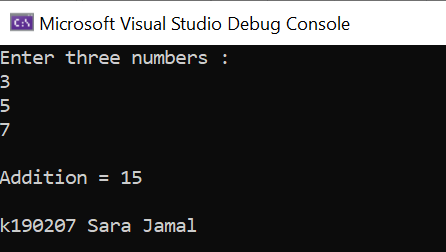 C:\
Microsoft Visual Studio Debug Console
Enter three numbers :
3
5
7
Addition = 15
k190207 Sara Jamal